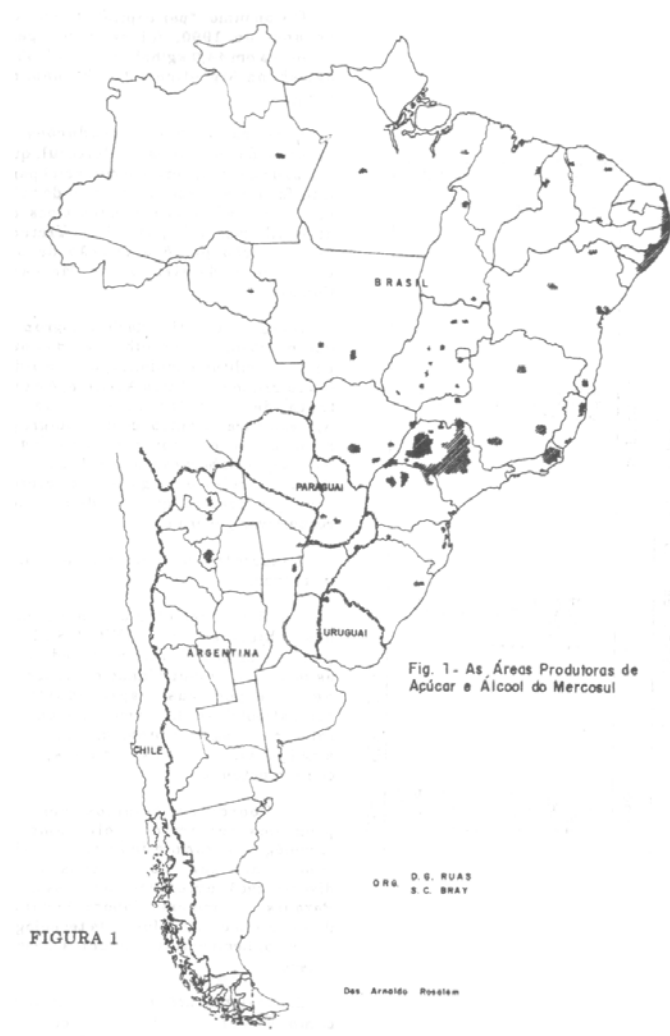 BRASIL
PARAGUAI
URUGUAI
ARGENTINA
Fig. 1- As Áreas Produtoras de
Açúcar e Álcool do Mercosul
CHILE
ORG. D. G. RUAS
S. C. BRAY
FIGURA 1
Des. Arnaldo Rosalem